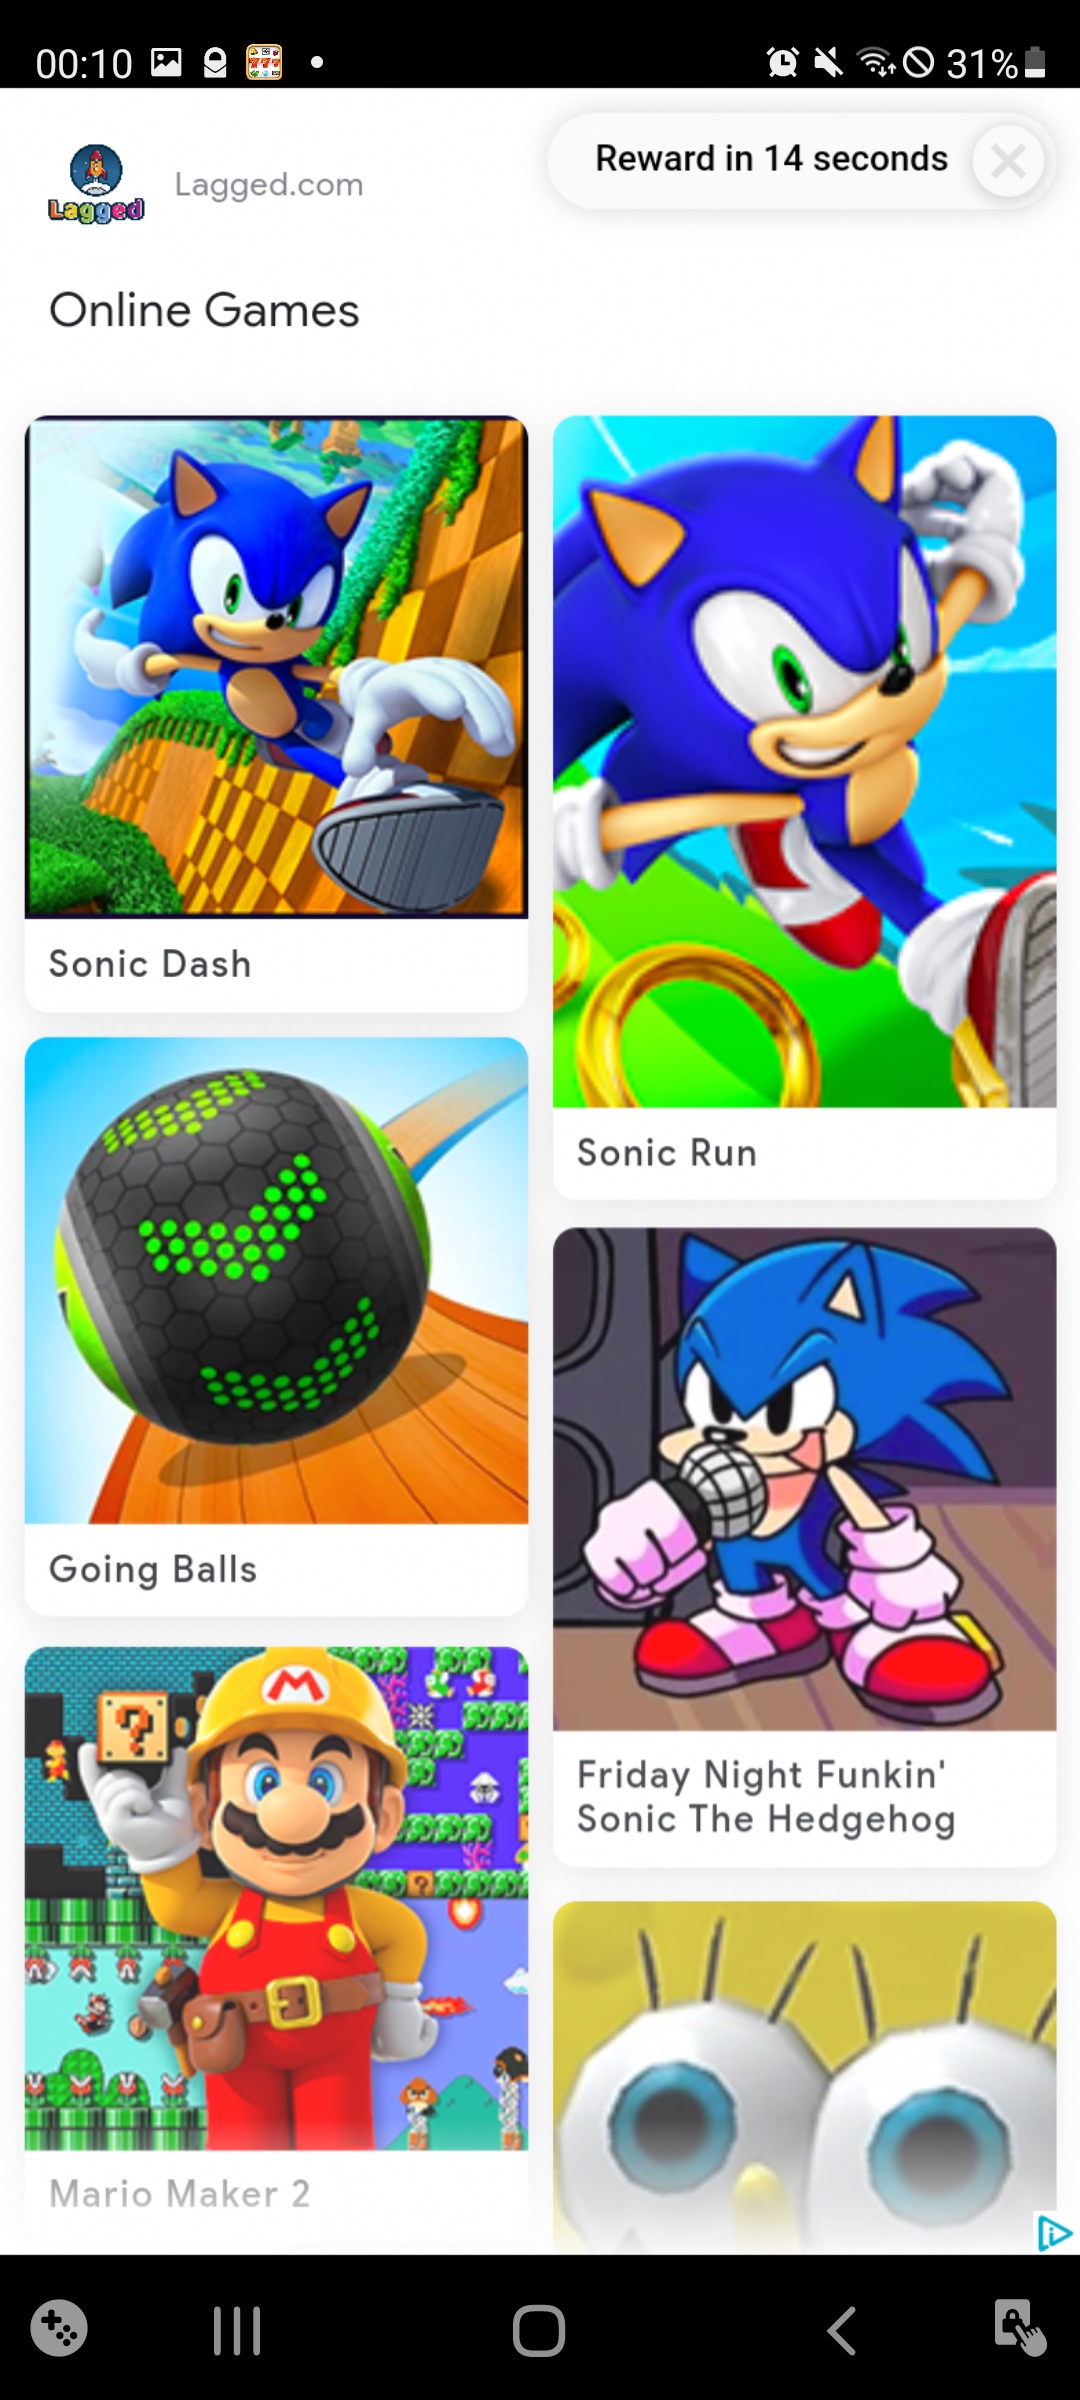 00:10
31%
Lagged
Lagged.com
Reward in 14 seconds
Online Games
Sonic Dash
Sonic Run
Going Balls
Friday Night Funkin'
Sonic The Hedgehog
M
?
Mario Maker 2